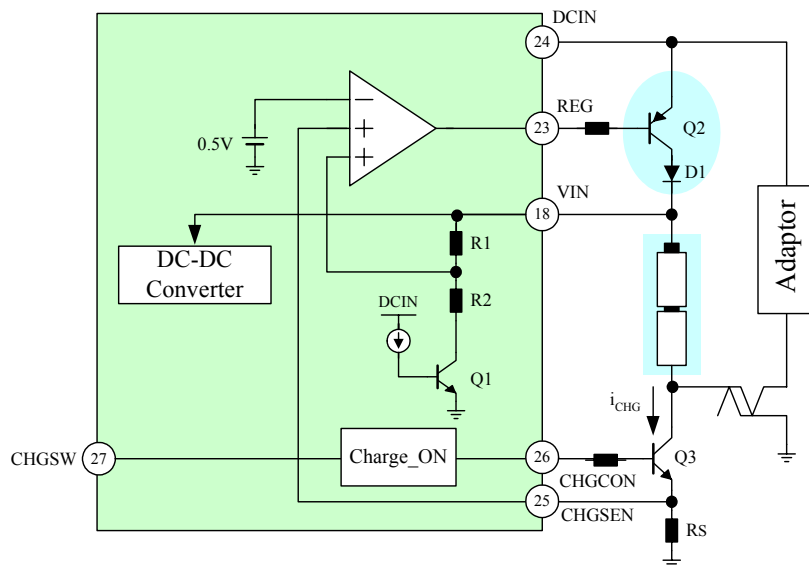 DCIN
24
REG
23
Q2
0.5V
D1
VIN
18
R1
DC-DC
Converter
R2
DCIN
Q1
Adaptor
iCHG
CHGSW
27
Charge_ON
26
CHGCON
Q3
25
CHGSEN
RS